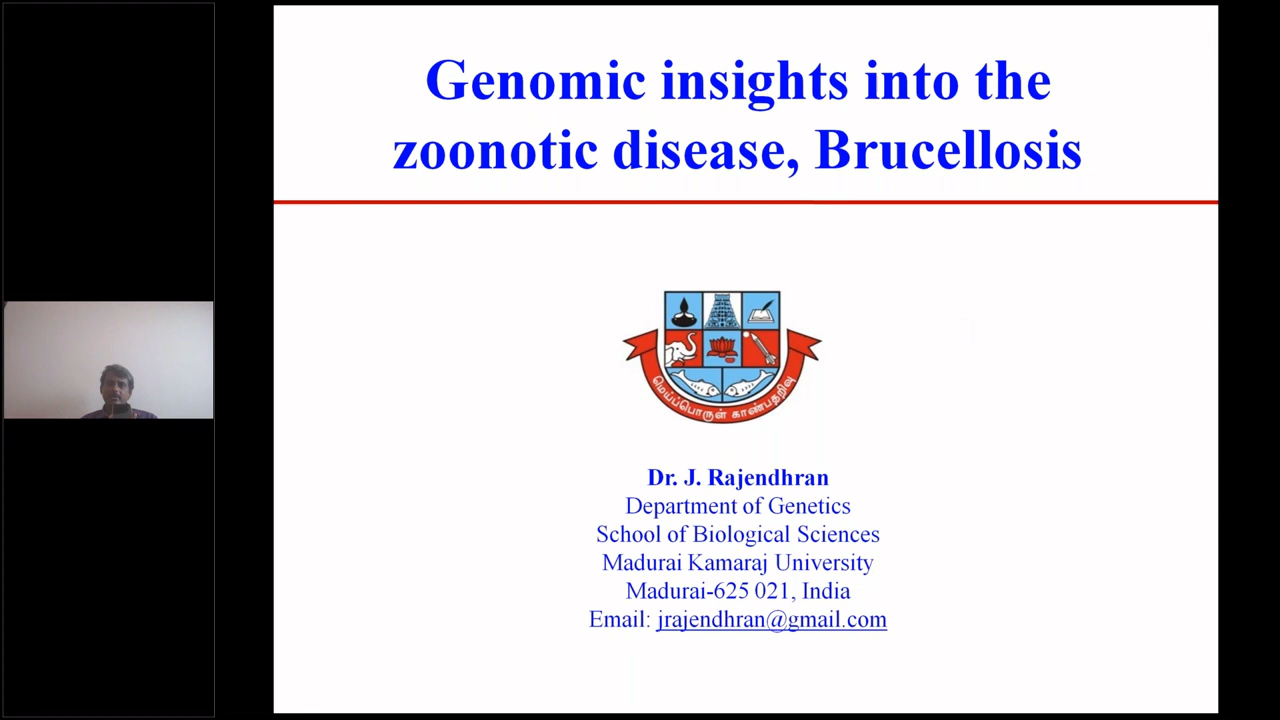 Genomic insights into the
zoonotic disease, Brucellosis
மெய்ப்பொருள் காண்பதறிவு
Dr. J. Rajendhran
Department of Genetics
School of Biological Sciences
Madurai Kamaraj University
Madurai-625 021, India
Email: jrajendhran@gmail.com